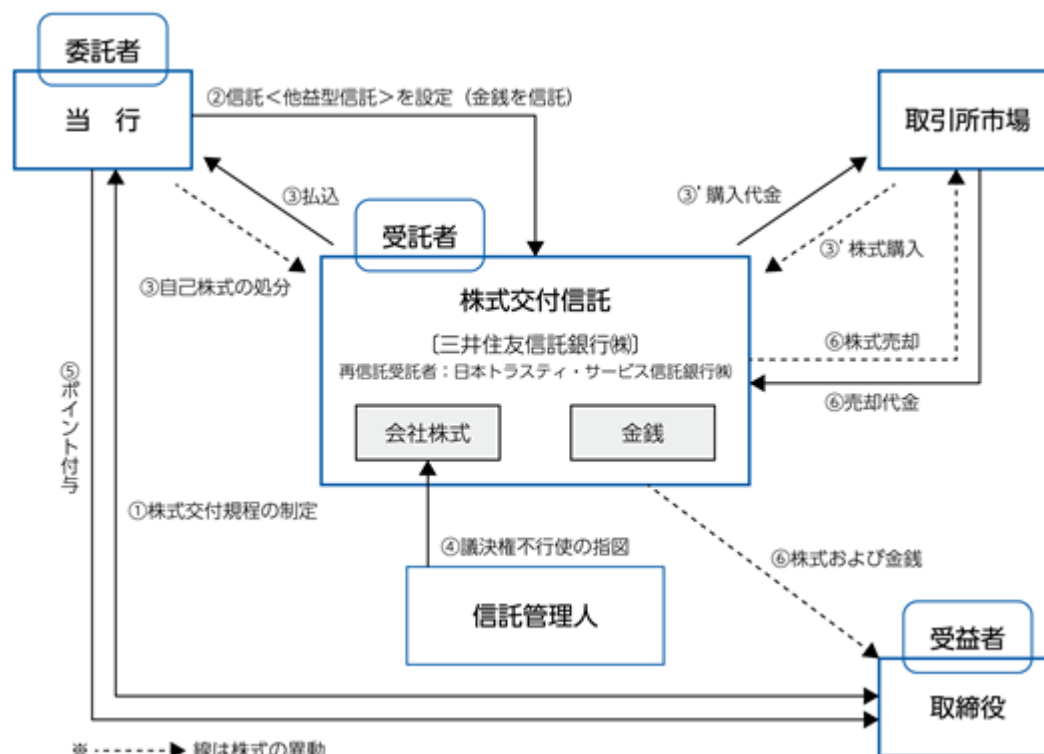 委託者
当 行
②信託<他益型信託>を設定（金銭を信託）
取引所市場
③払込
③’購入代金
受託者
③自己株式の処分
③’株式購入
株式交付信託
〔三井住友信託銀行㈱〕
再信託受託者：日本トラスティ・サービス信託銀行㈱
⑥株式売却
⑥売却代金
会社株式
金銭
⑤ポイント付与
①株式交付規程の制定
④議決権不行使の指図
⑥株式および金銭
信託管理人
受益者
取締役
※ 線は株式の異動